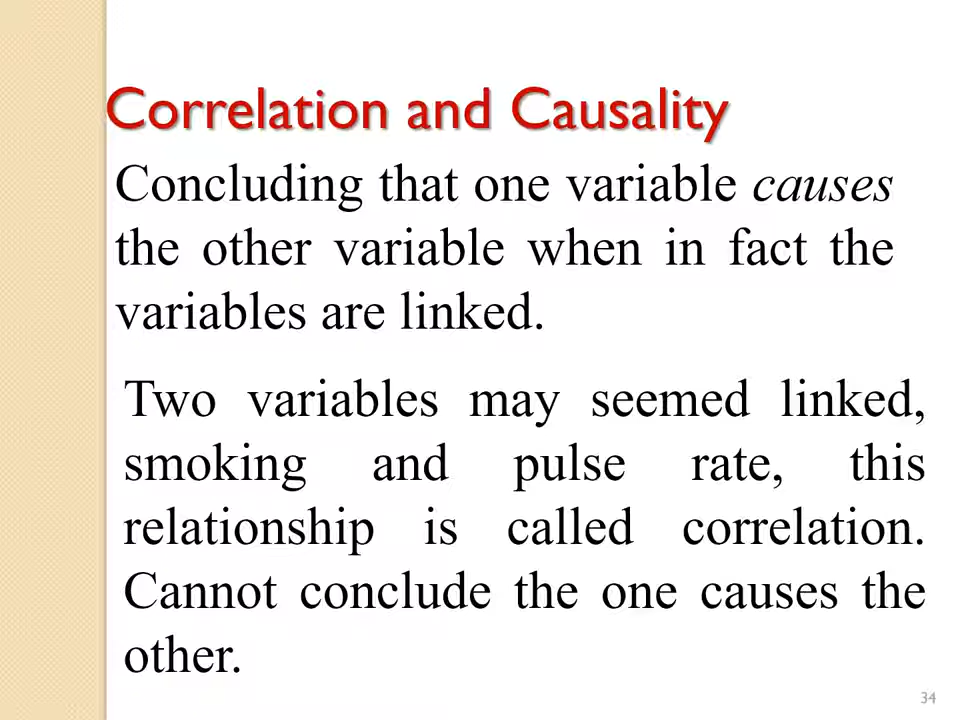 Correlation and Causality
Concluding that one variable causes
the other variable when in fact the
variables are linked.
Two variables may seemed linked,
smoking and pulse rate, this
relationship is called correlation.
Cannot conclude the one causes the
other.
34